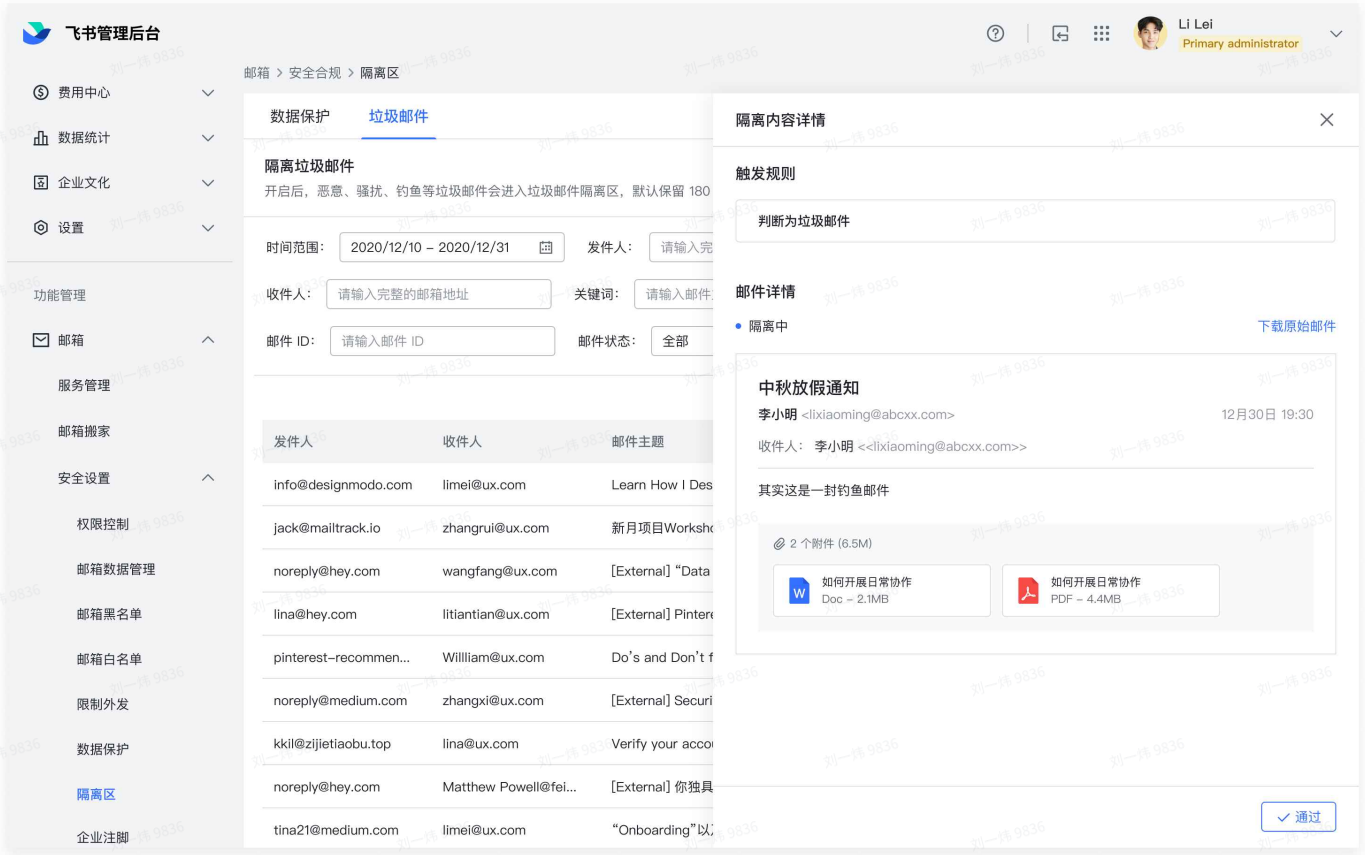 飞书管理后台
Li Lei
Primary administrator
费用中心
数据统计
企业文化
设置
功能管理
邮箱
服务管理
邮箱搬家
安全设置
权限控制
邮箱数据管理
邮箱黑名单
邮箱白名单
限制外发
数据保护
隔离区
企业注脚
邮箱 > 安全合规 > 隔离区
数据保护 垃圾邮件
隔离垃圾邮件
开启后，恶意、骚扰、钓鱼等垃圾邮件会进入垃圾邮件隔离区，默认保留 180
时间范围： 2020/12/10 – 2020/12/31 发件人： 请输入完
收件人： 请输入完整的邮箱地址 关键词： 请输入邮件
邮件 ID： 请输入邮件 ID 邮件状态： 全部
发件人 收件人 邮件主题
info@designmodo.com limei@ux.com Learn How I Des
jack@mailtrack.io zhangrui@ux.com 新月项目Worksho
noreply@hey.com wangfang@ux.com [External] “Data
lina@hey.com litiantian@ux.com [External] Pintere
pinterest-recommen... Willliam@ux.com Do’s and Don’t f
noreply@medium.com zhangxi@ux.com [External] Securi
kkil@zijietiaobu.top lina@ux.com Verify your accou
noreply@hey.com Matthew Powell@fei... [External] 你独具
tina21@medium.com limei@ux.com “Onboarding”以
隔离内容详情
触发规则
判断为垃圾邮件
邮件详情
隔离中 下载原始邮件
中秋放假通知
李小明 <lixiaoming@abcxx.com> 12月30日 19:30
收件人： 李小明 <<lixiaoming@abcxx.com>>
其实这是一封钓鱼邮件
2 个附件 (6.5M)
如何开展日常协作
Doc – 2.1MB
如何开展日常协作
PDF – 4.4MB
通过
刘一炜 9836